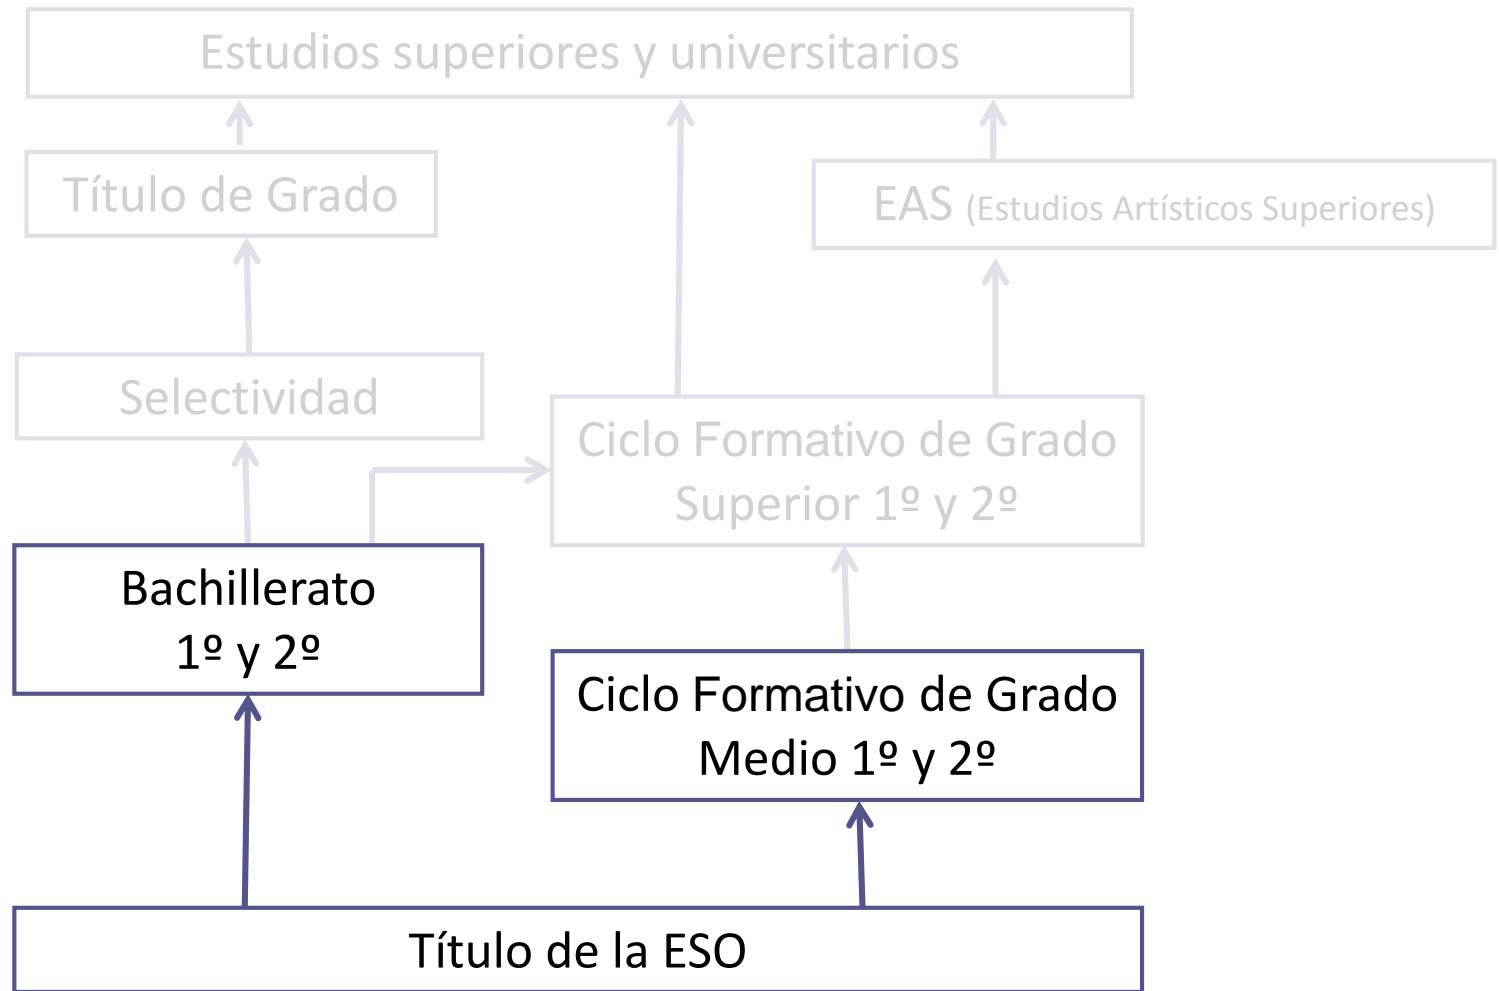 Estudios superiores y universitarios
Título de Grado
EAS (Estudios Artísticos Superiores)
Selectividad
Ciclo Formativo de Grado
Superior 1º y 2º
Bachillerato
1º y 2º
Ciclo Formativo de Grado
Medio 1º y 2º
Título de la ESO